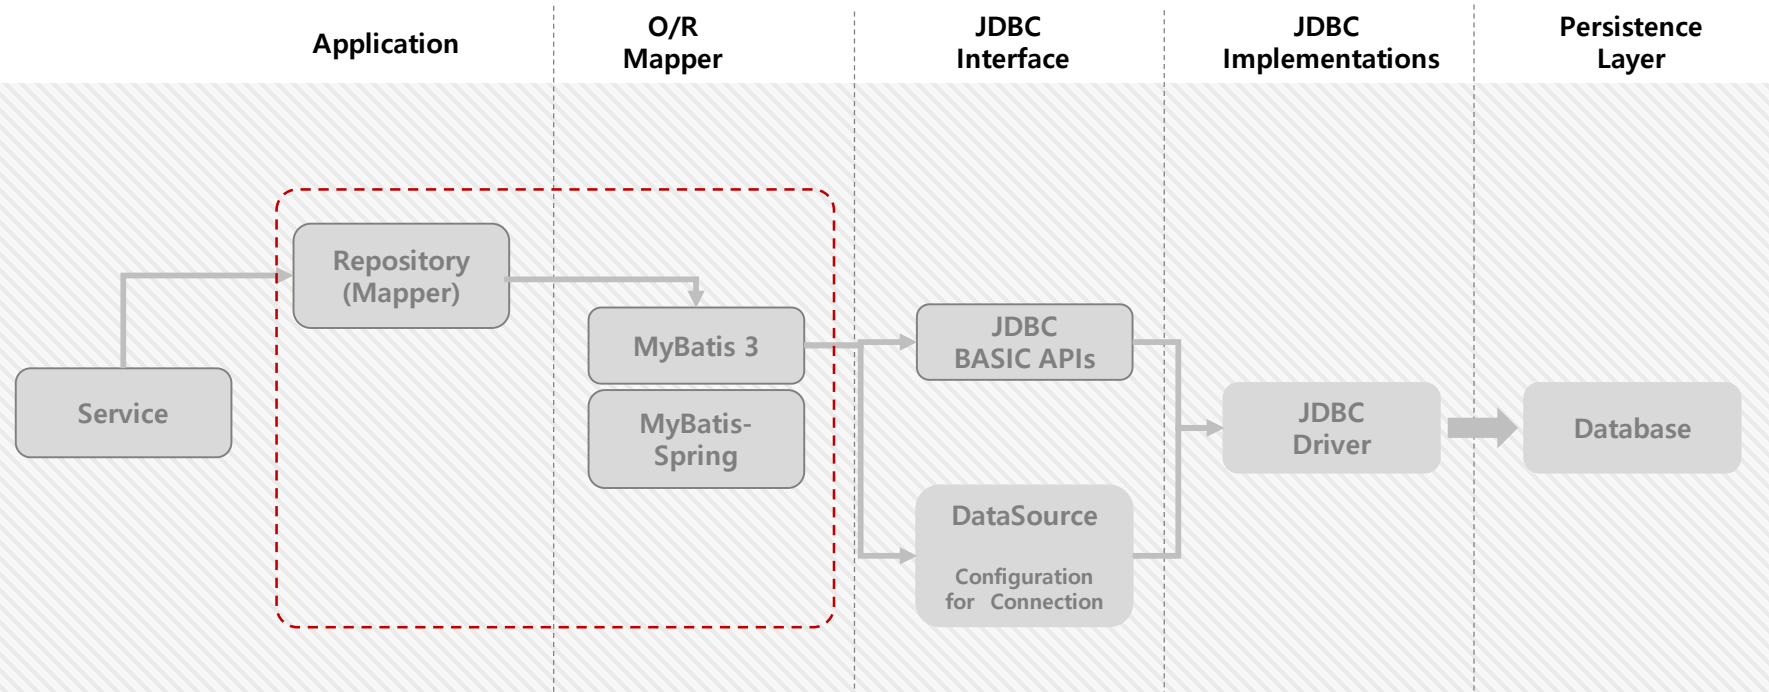 Application
O/R
Mapper
JDBC
Interface
JDBC
Implementations
Persistence
Layer
Service
Repository
(Mapper)
MyBatis 3
MyBatis-
Spring
JDBC
BASIC APIs
DataSource
Configuration
for Connection
JDBC
Driver
Database